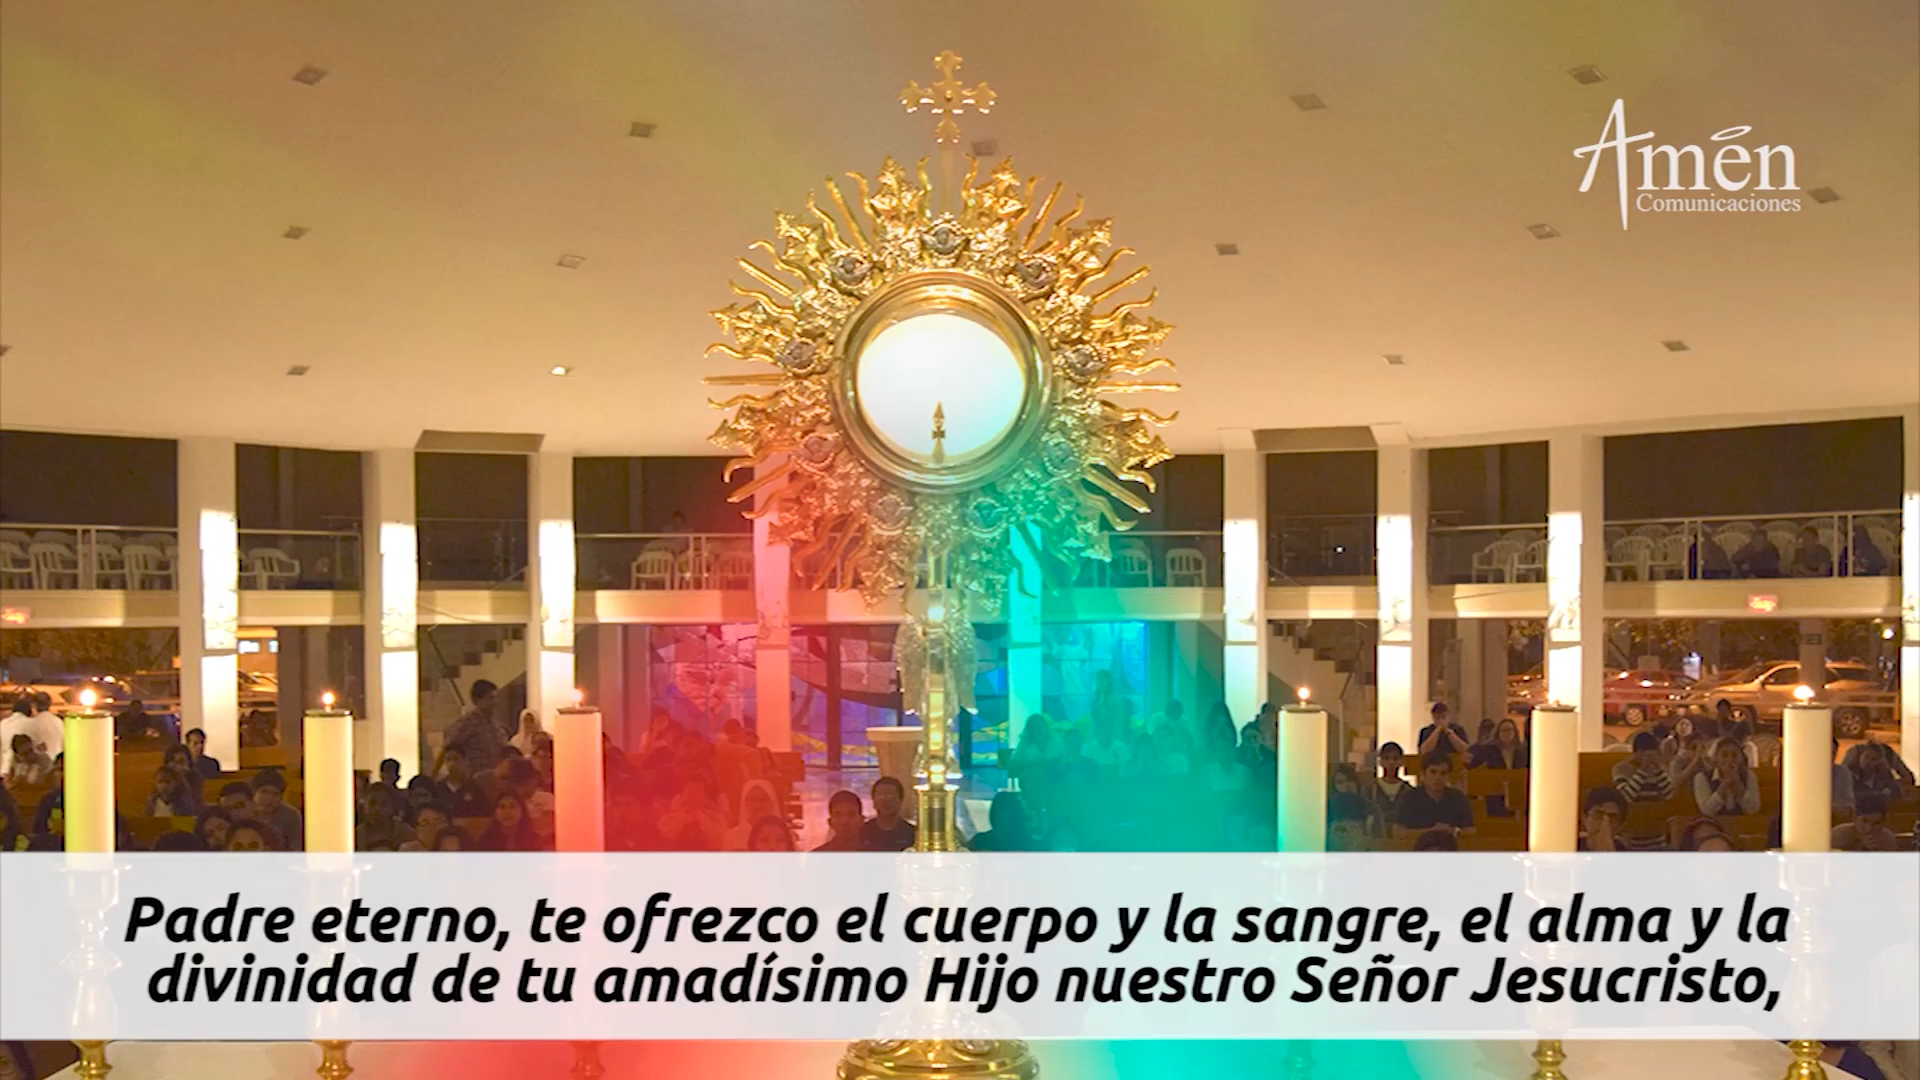 Amén
Comunicaciones
Padre eterno, te ofrezco el cuerpo y la sangre, el alma y la
divinidad de tu amadísimo Hijo nuestro Señor Jesucristo,